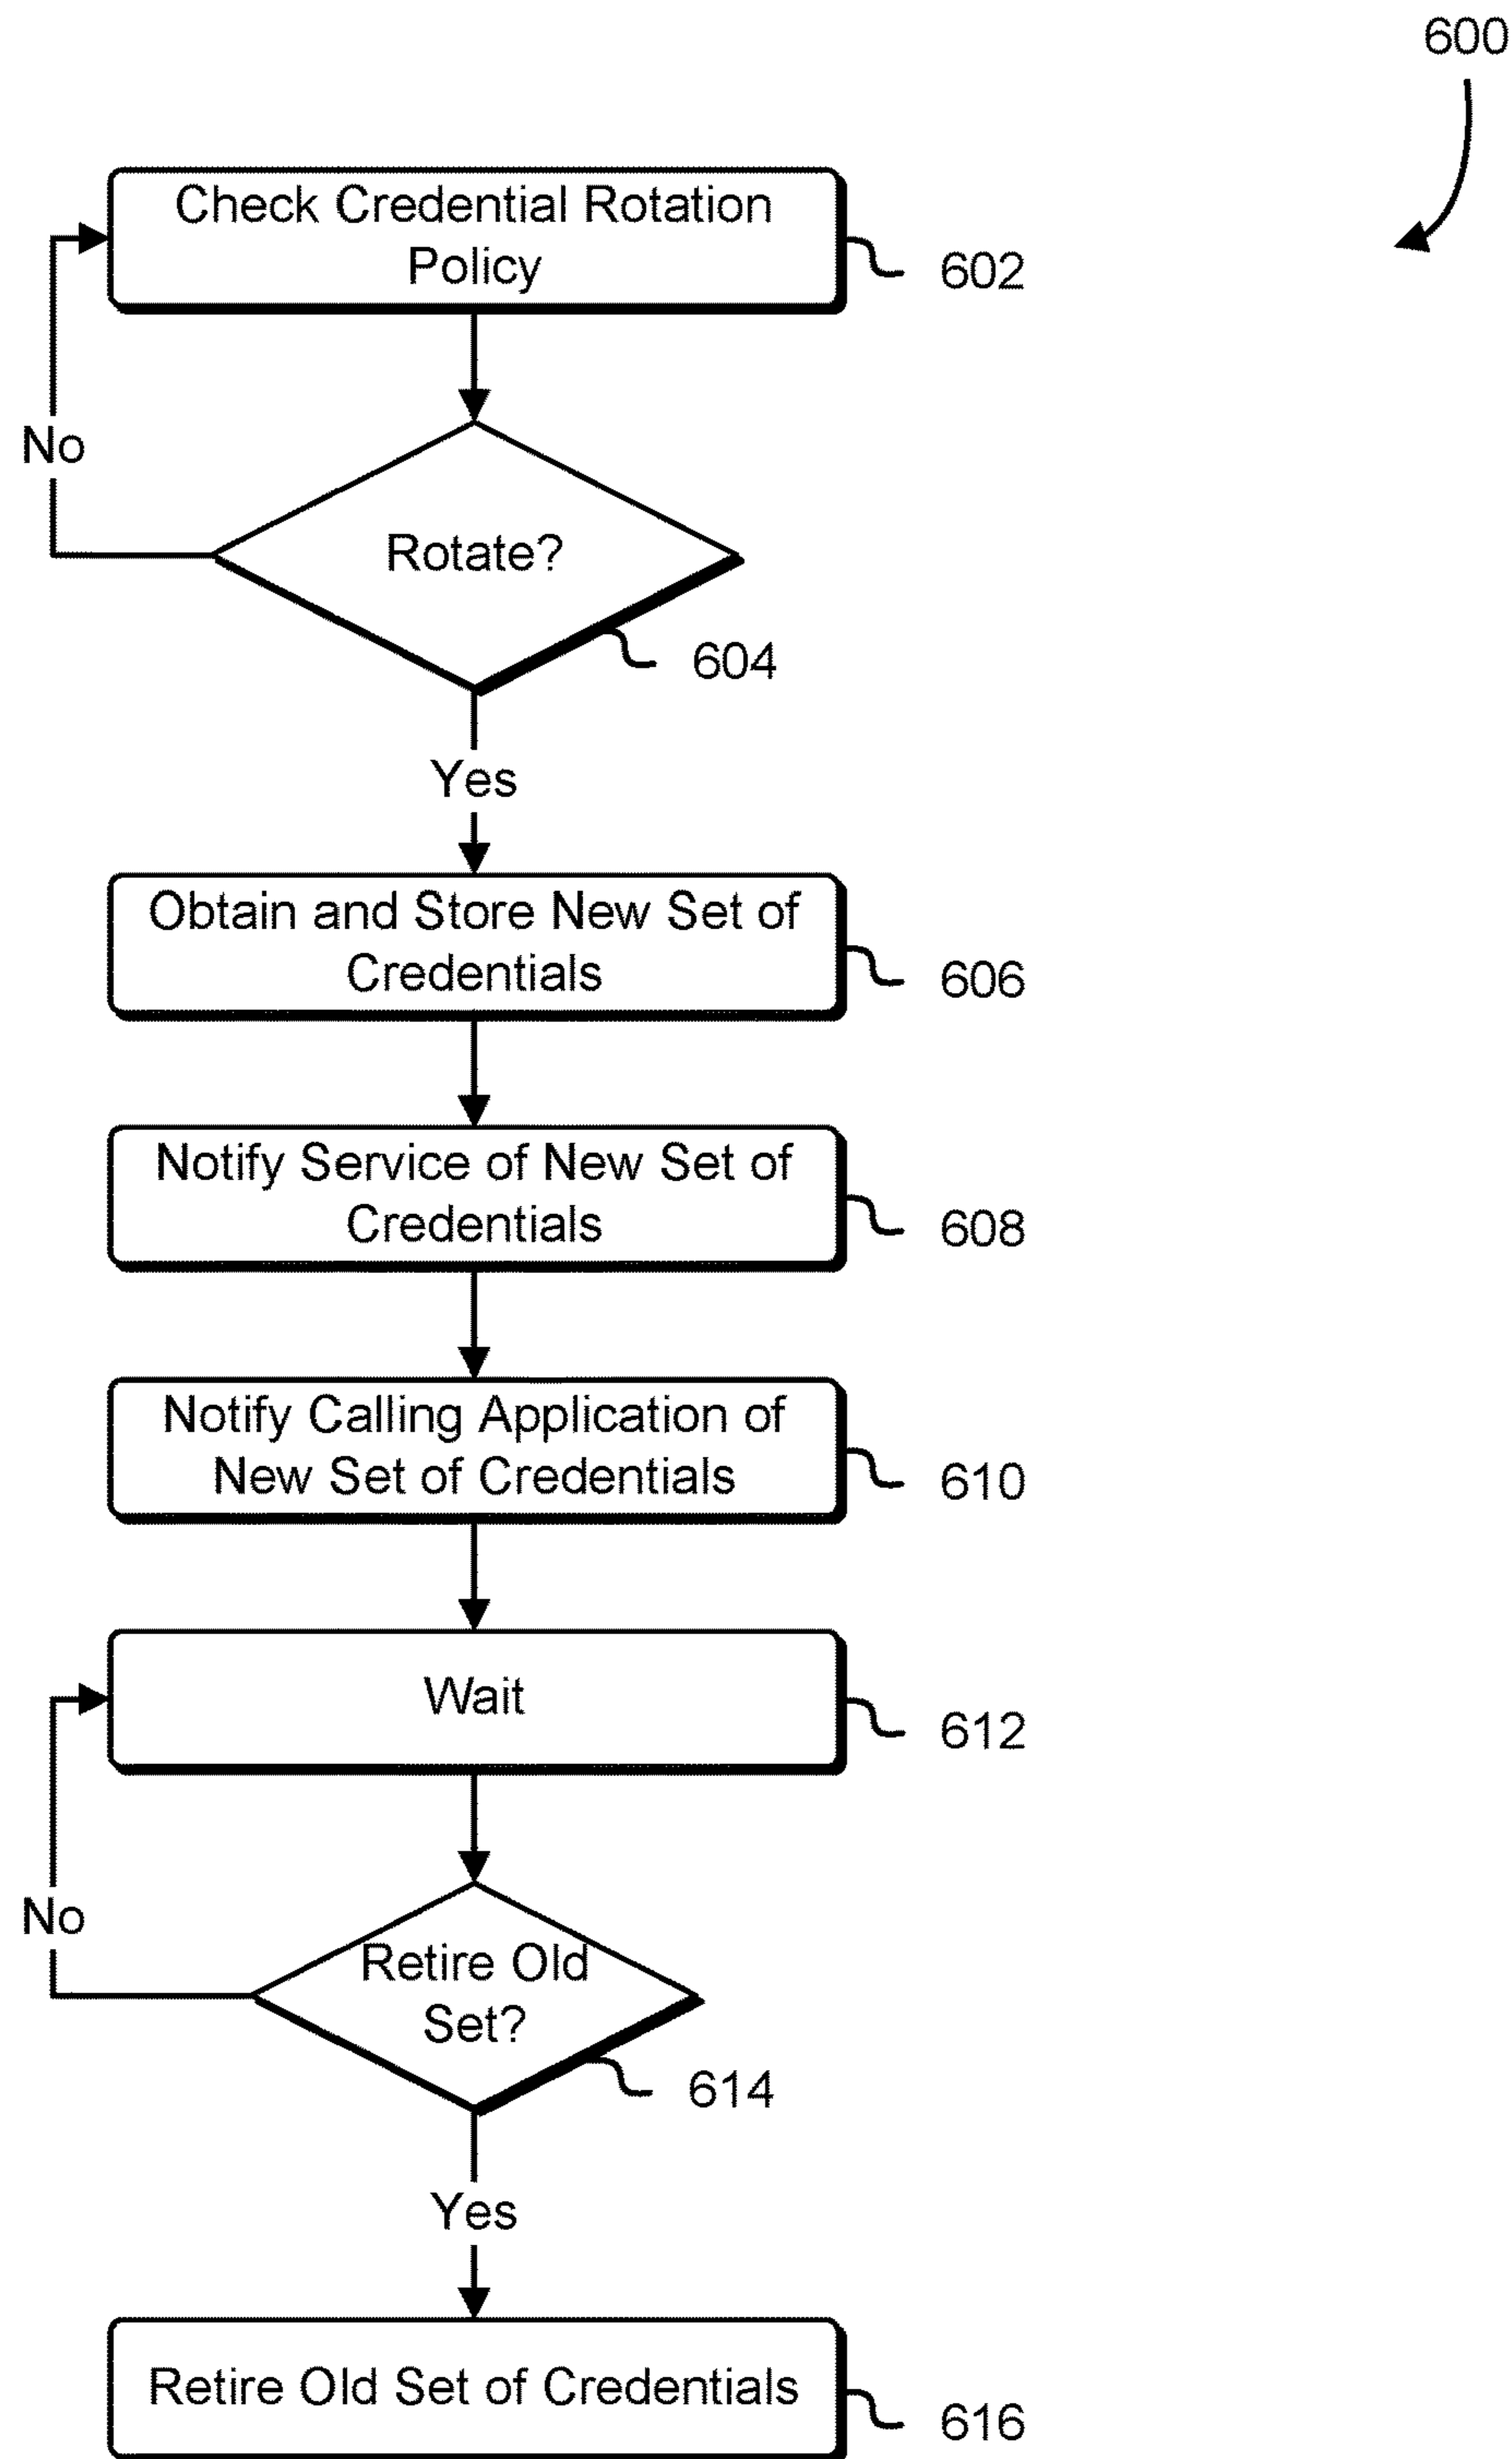 600
Check Credential Rotation
Policy
602
No
Rotate?
604
Yes
Obtain and Store New Set of
Credentials
606
Notify Service of New Set of
Credentials
608
Notify Calling Application of
New Set of Credentials
610
Wait
612
No
Retire Old
Set?
614
Yes
Retire Old Set of Credentials
616